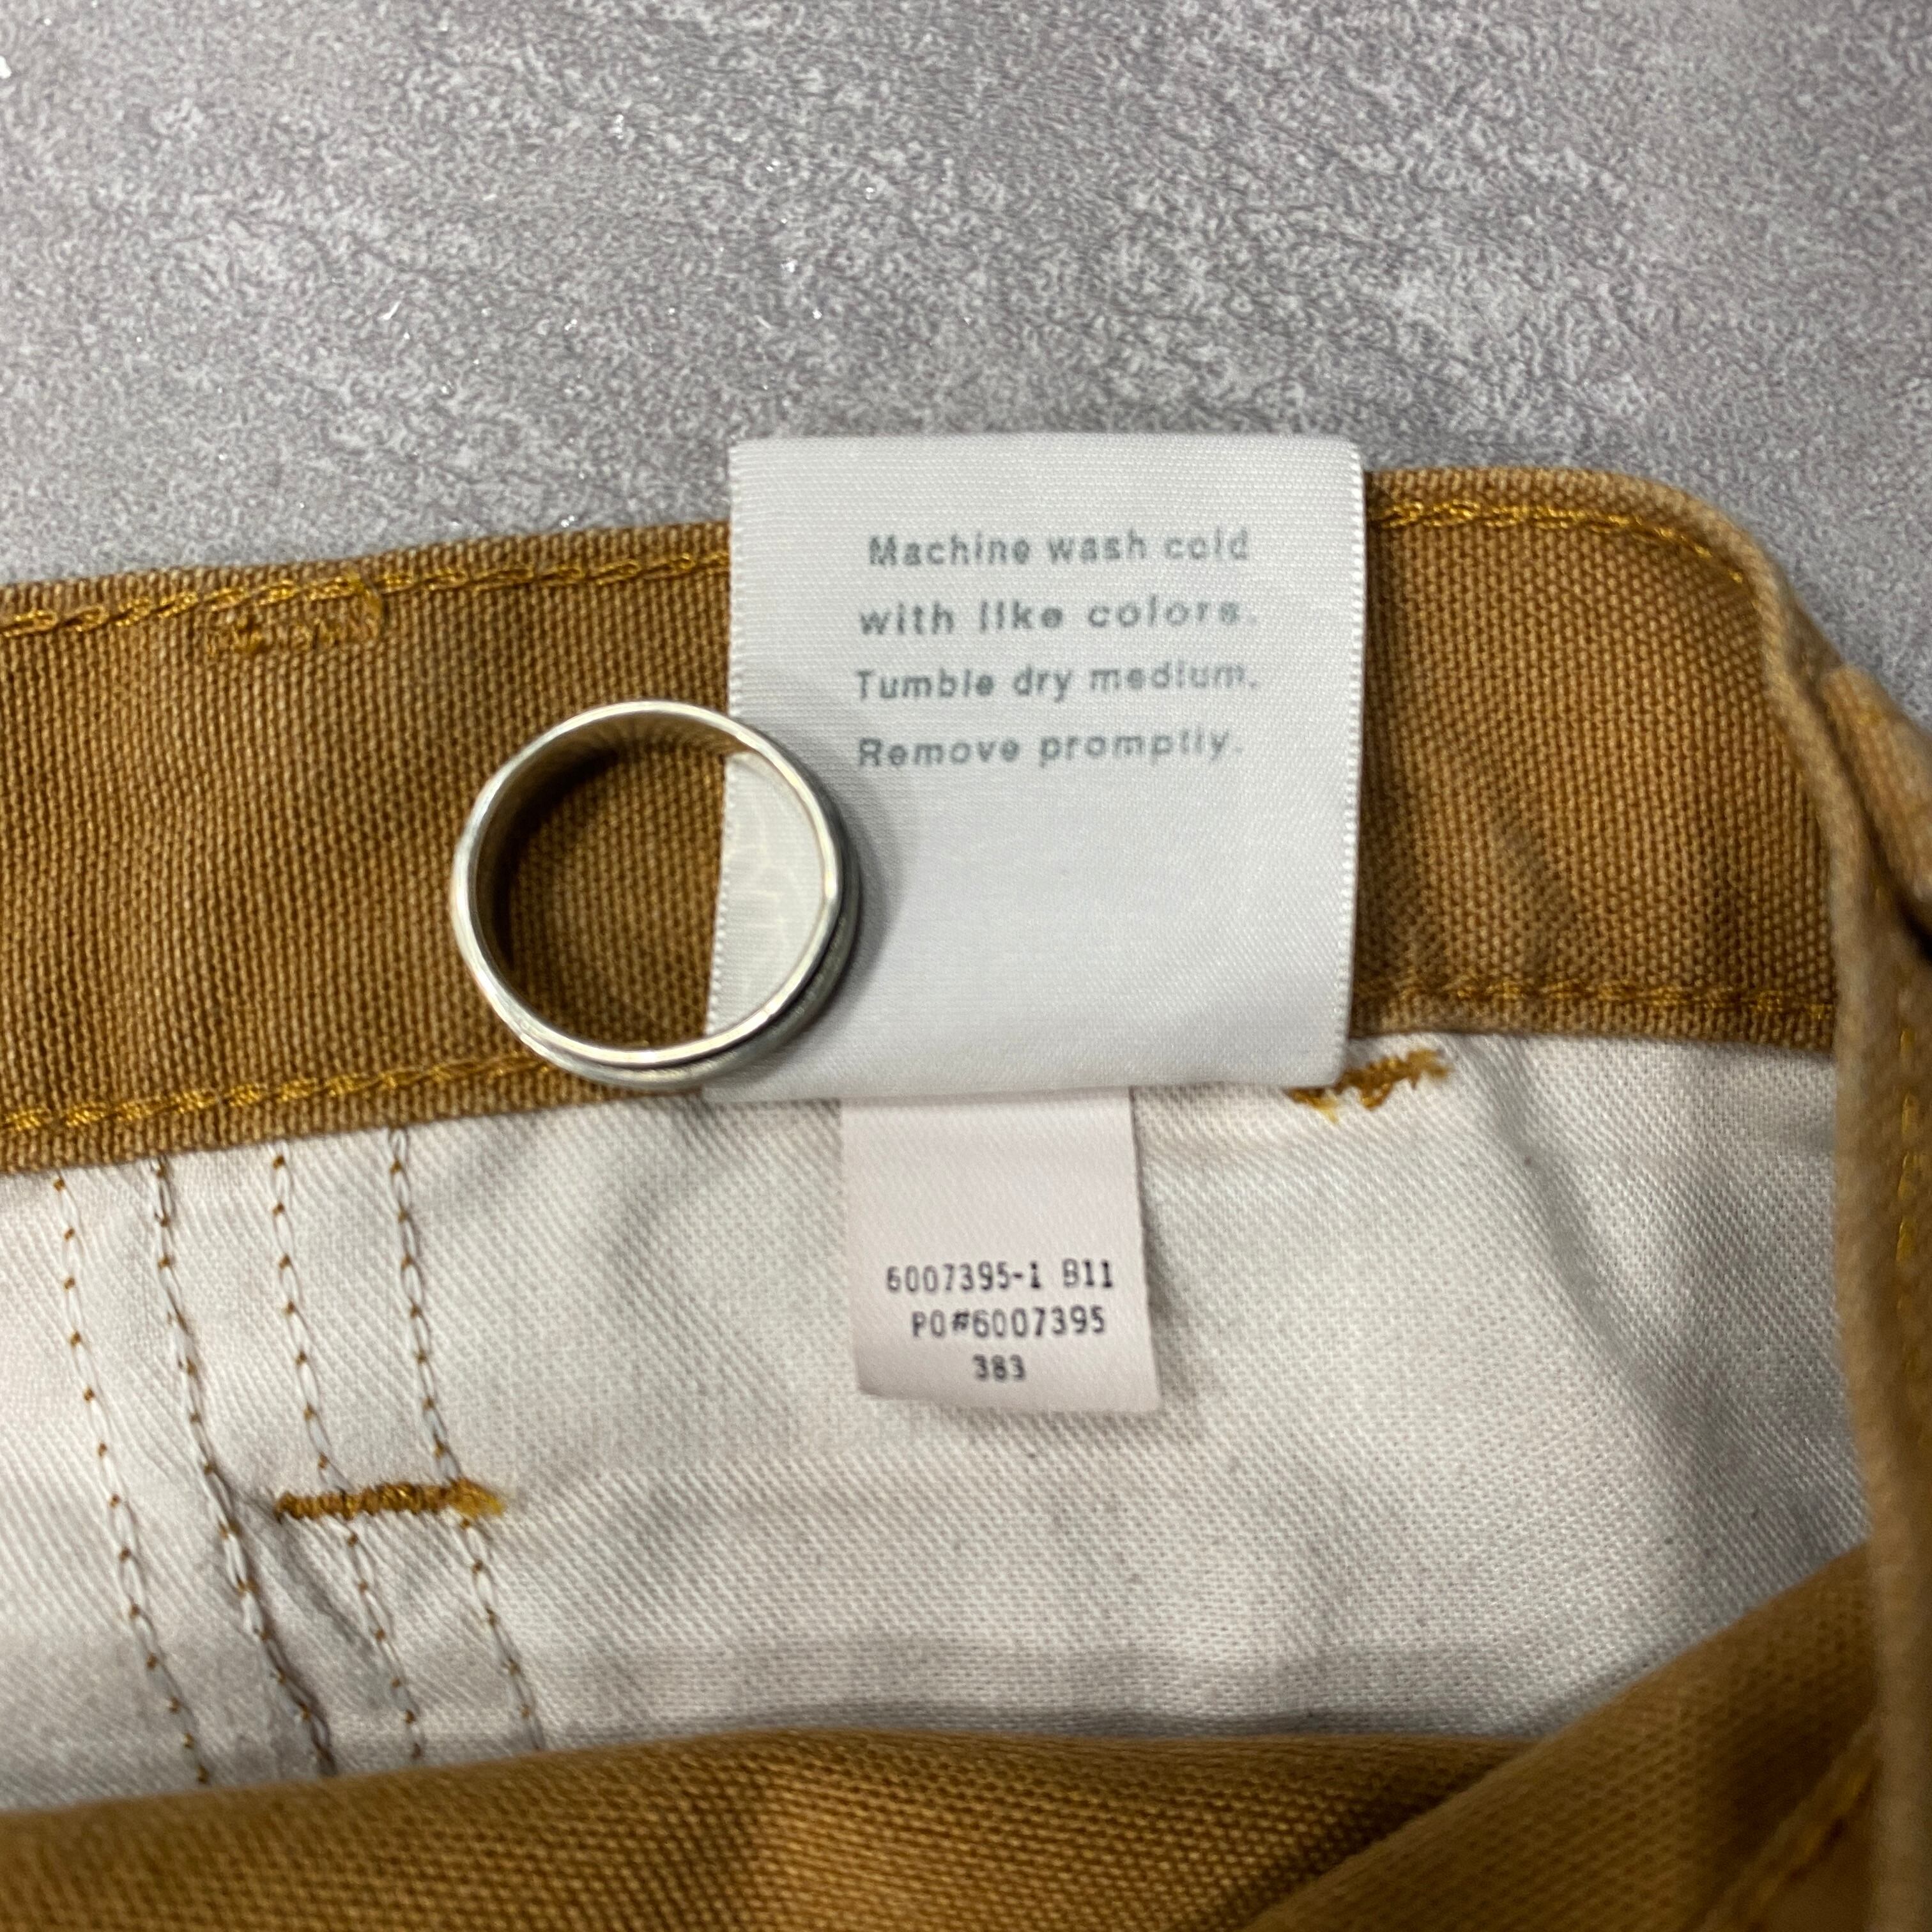 Machine wash cold
with like colors.
Tumble dry medium.
Remove promptly.
6007395-1 B11
PO#6007395
383